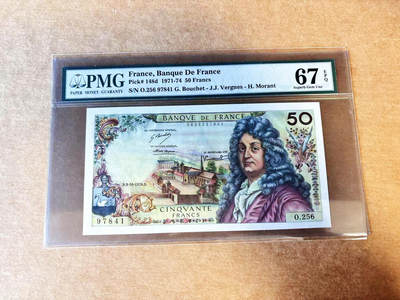 PMG
PAPER MONEY GUARANTY
France, Banque De France
Pick# 148d 1971-74 50 Francs
S/N O.256 97841 G. Bouchet - J.J. Vergnes - H. Morant
67 EPQ
Superb Gem Unc
BANQUE DE FRANCE
50
CINQUANTE
FRANCS
97841
O.256